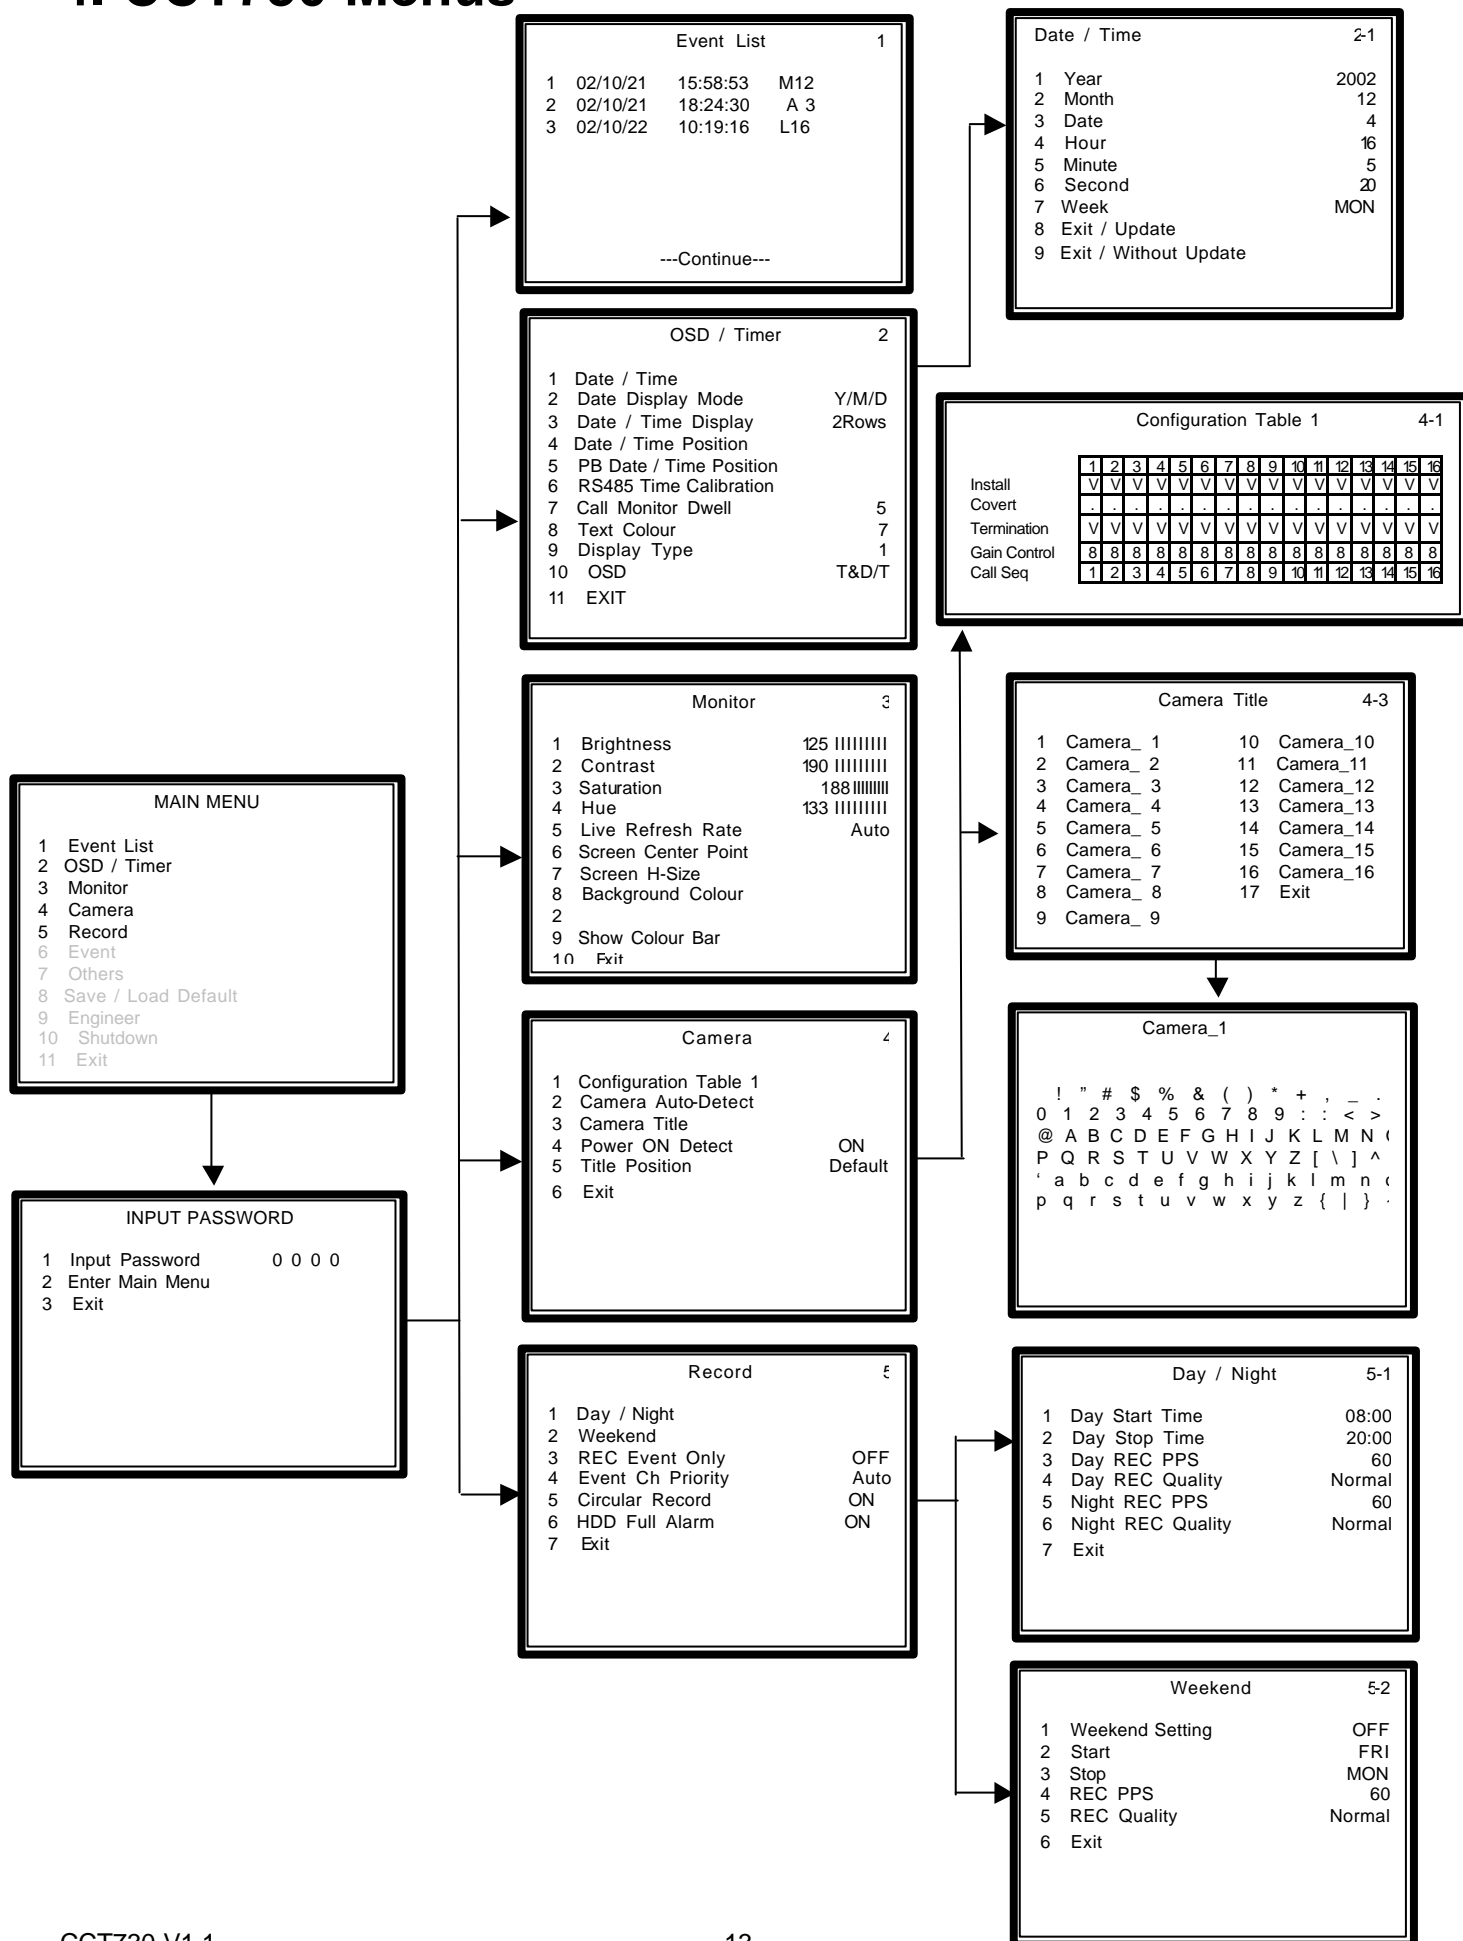 CCT730 Menus
Event List 1
1 02/10/21 15:58:53 M12
2 02/10/21 18:24:30 A 3
3 02/10/22 10:19:16 L16
---Continue---
Date / Time 2-1
1 Year 2002
2 Month 12
3 Date 4
4 Hour 16
5 Minute 5
6 Second 20
7 Week MON
8 Exit / Update
9 Exit / Without Update
OSD / Timer 2
1 Date / Time
2 Date Display Mode Y/M/D
3 Date / Time Display 2Rows
4 Date / Time Position
5 PB Date / Time Position
6 RS485 Time Calibration
7 Call Monitor Dwell 5
8 Text Colour 7
9 Display Type 1
10 OSD T&D/T
11 EXIT
Configuration Table 1 4-1
1 2 3 4 5 6 7 8 9 10 11 12 13 14 15 16
Install V V V V V V V V V V V V V V V V
Covert . . . . . . . . . . . . . . . .
Termination V V V V V V V V V V V V V V V V
Gain Control 8 8 8 8 8 8 8 8 8 8 8 8 8 8 8 8
Call Seq 1 2 3 4 5 6 7 8 9 10 11 12 13 14 15 16
Monitor 3
1 Brightness 125 IIIIIIIII
2 Contrast 190 IIIIIIIII
3 Saturation 188 IIIIIIIII
4 Hue 133 IIIIIIIII
5 Live Refresh Rate Auto
6 Screen Center Point
7 Screen H-Size
8 Background Colour
2
9 Show Colour Bar
10 Exit
Camera Title 4-3
1 Camera_ 1 10 Camera_10
2 Camera_ 2 11 Camera_11
3 Camera_ 3 12 Camera_12
4 Camera_ 4 13 Camera_13
5 Camera_ 5 14 Camera_14
6 Camera_ 6 15 Camera_15
7 Camera_ 7 16 Camera_16
8 Camera_ 8 17 Exit
9 Camera_ 9
MAIN MENU
1 Event List
2 OSD / Timer
3 Monitor
4 Camera
5 Record
6 Event
7 Others
8 Save / Load Default
9 Engineer
10 Shutdown
11 Exit
Camera 4
1 Configuration Table 1
2 Camera Auto-Detect
3 Camera Title
4 Power ON Detect ON
5 Title Position Default
6 Exit
Camera_1
! ” # $ % & ( ) * + , _ .
0 1 2 3 4 5 6 7 8 9 : : < >
@ A B C D E F G H I J K L M N
P Q R S T U V W X Y Z [ \ ] ^
‘ a b c d e f g h i j k l m n
p q r s t u v w x y z { | }
INPUT PASSWORD
1 Input Password 0 0 0 0
2 Enter Main Menu
3 Exit
Record 5
1 Day / Night
2 Weekend
3 REC Event Only OFF
4 Event Ch Priority Auto
5 Circular Record ON
6 HDD Full Alarm ON
7 Exit
Day / Night 5-1
1 Day Start Time 08:00
2 Day Stop Time 20:00
3 Day REC PPS 60
4 Day REC Quality Normal
5 Night REC PPS 60
6 Night REC Quality Normal
7 Exit
Weekend 5-2
1 Weekend Setting OFF
2 Start FRI
3 Stop MON
4 REC PPS 60
5 REC Quality Normal
6 Exit
CCT730 V1.1 12